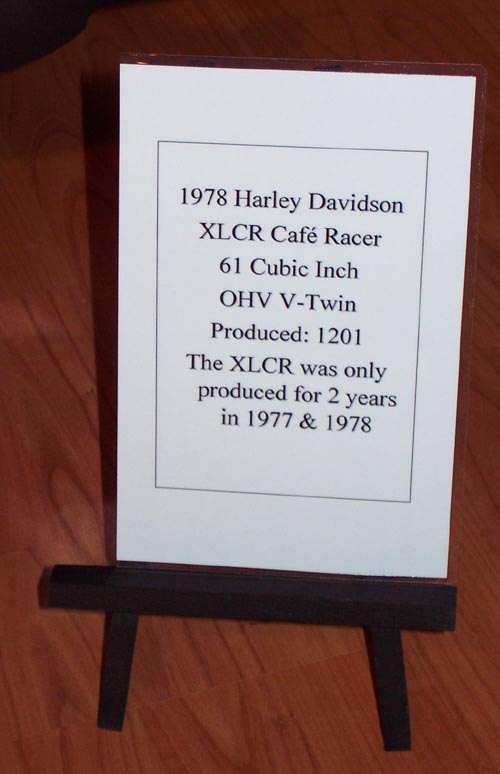 1978 Harley Davidson
XLCR Café Racer
61 Cubic Inch
OHV V-Twin
Produced: 1201
The XLCR was only
produced for 2 years
in 1977 & 1978